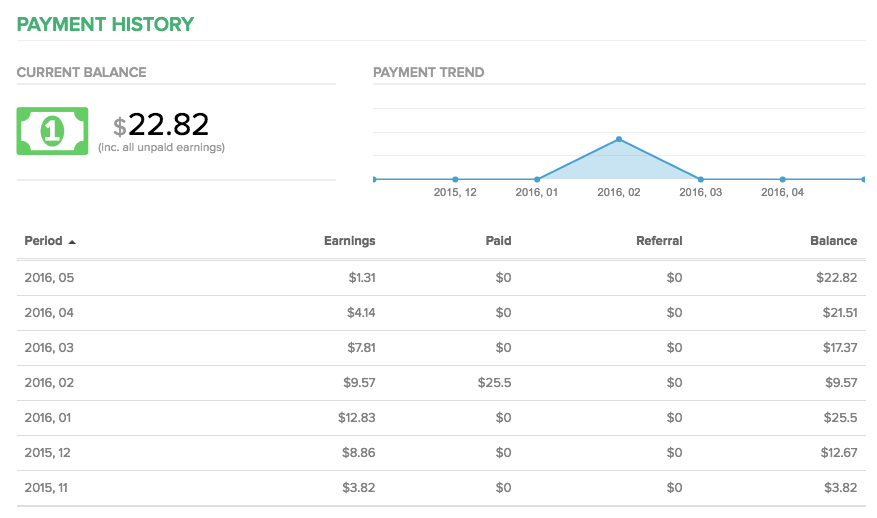 PAYMENT HISTORY
CURRENT BALANCE
1
$22.82
(inc. all unpaid earnings)
PAYMENT TREND
2015, 12 2016, 01 2016, 02 2016, 03 2016, 04
Period Earnings Paid Referral Balance
2016, 05 $1.31 $0 $0 $22.82
2016, 04 $4.14 $0 $0 $21.51
2016, 03 $7.81 $0 $0 $17.37
2016, 02 $9.57 $25.5 $0 $9.57
2016, 01 $12.83 $0 $0 $25.5
2015, 12 $8.86 $0 $0 $12.67
2015, 11 $3.82 $0 $0 $3.82